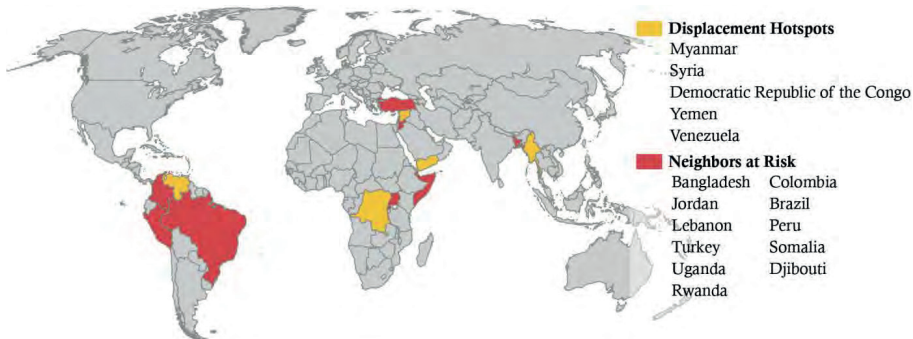 Displacement Hotspots
Myanmar
Syria
Democratic Republic of the Congo
Yemen
Venezuela
Neighbors at Risk
Bangladesh Colombia
Jordan Brazil
Lebanon Peru
Turkey Somalia
Uganda Djibouti
Rwanda